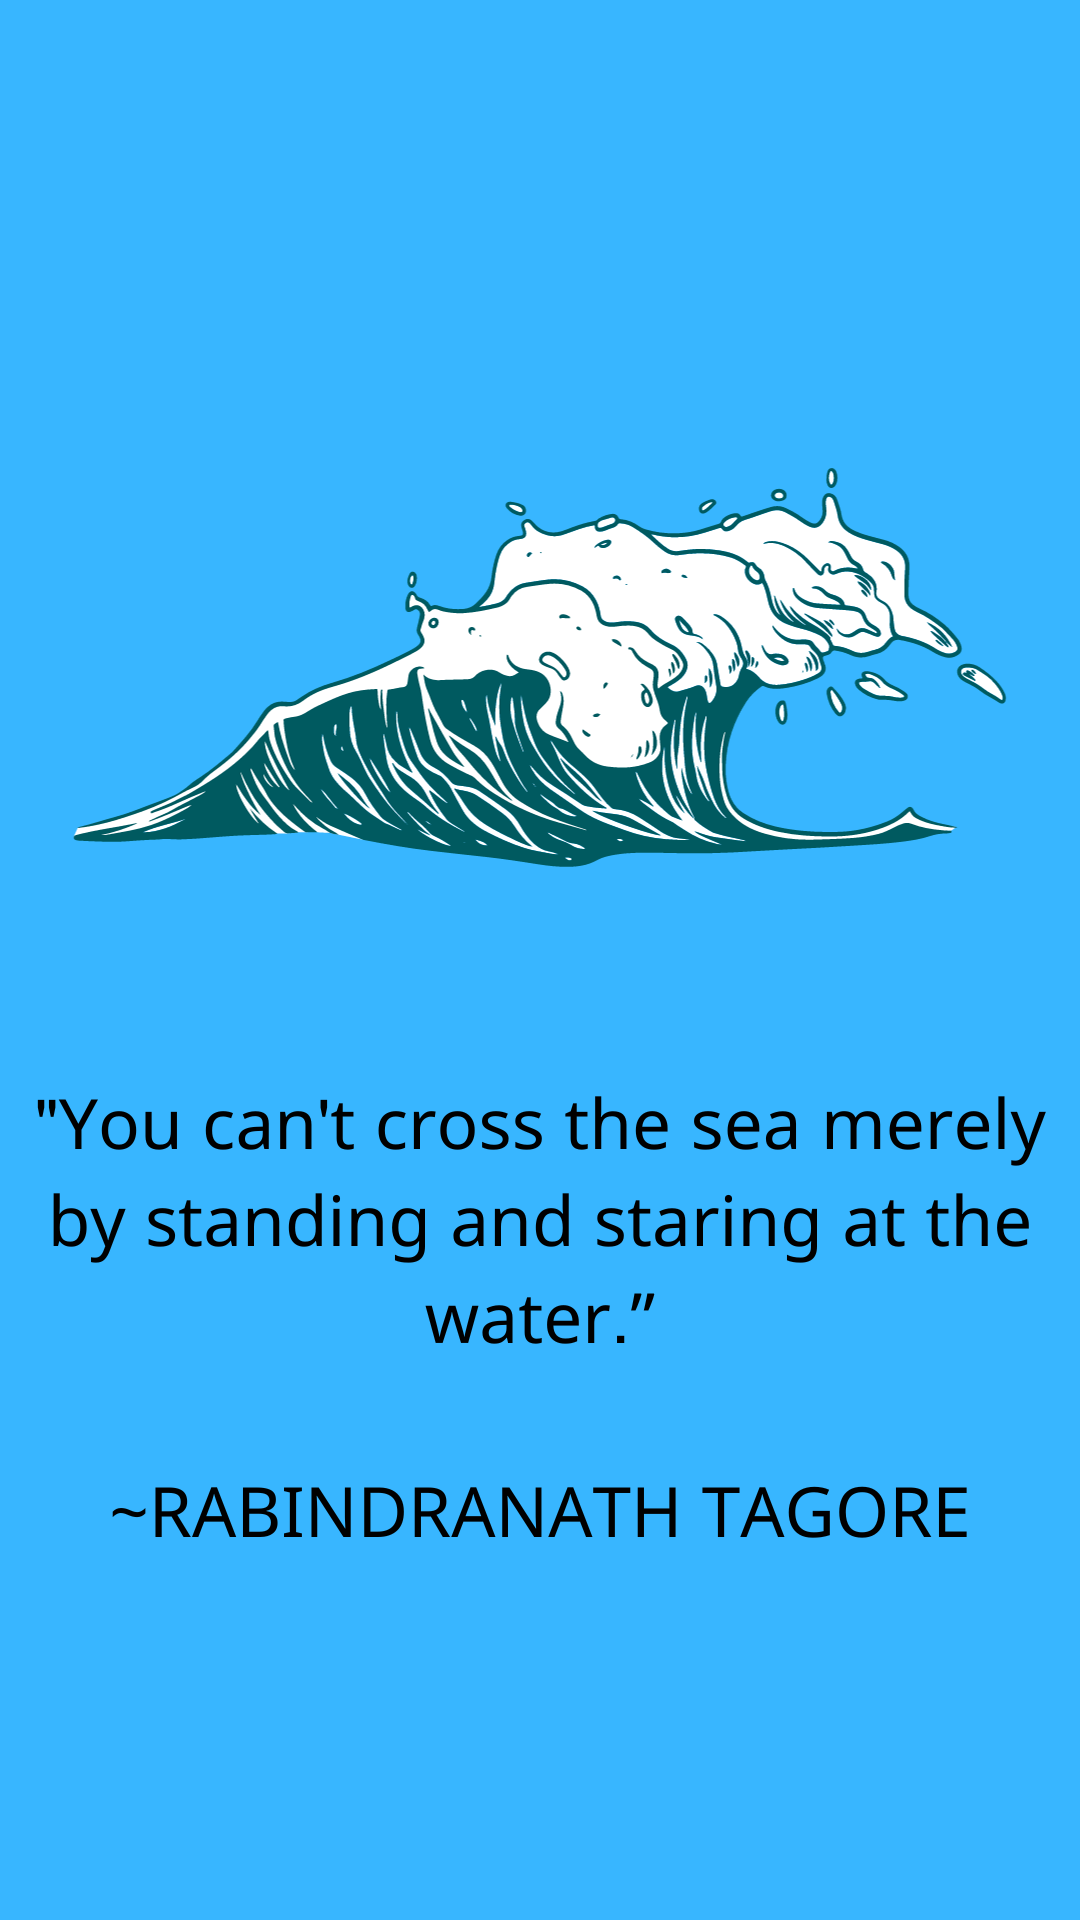 "You can't cross the sea merely
by standing and staring at the
water.”
~RABINDRANATH TAGORE